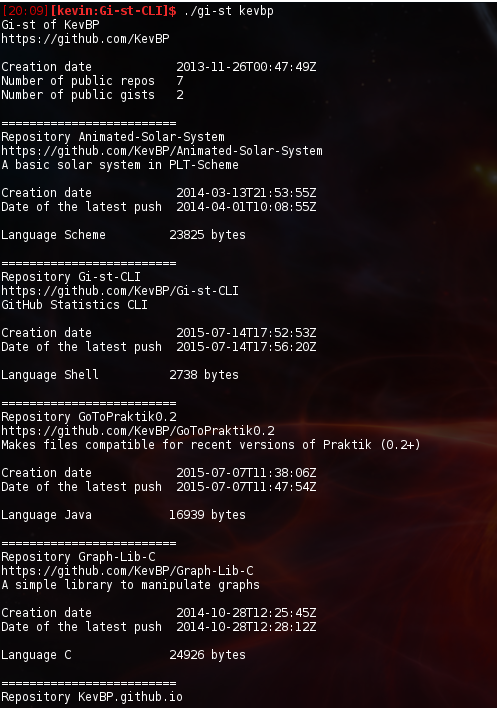 [20:09][kevin:Gi-st-CLI]$ ./gi-st kevbp
Gi-st of KevBP
https://github.com/KevBP

Creation date            2013-11-26T00:47:49Z
Number of public repos   7
Number of public gists   2

=========================
Repository Animated-Solar-System
https://github.com/KevBP/Animated-Solar-System
A basic solar system in PLT-Scheme

Creation date            2014-03-13T21:53:55Z
Date of the latest push  2014-04-01T10:08:55Z

Language Scheme         23825 bytes

=========================
Repository Gi-st-CLI
https://github.com/KevBP/Gi-st-CLI
GitHub Statistics CLI

Creation date            2015-07-14T17:52:53Z
Date of the latest push  2015-07-14T17:56:20Z

Language Shell          2738 bytes

=========================
Repository GoToPraktik0.2
https://github.com/KevBP/GoToPraktik0.2
Makes files compatible for recent versions of Praktik (0.2+)

Creation date            2015-07-07T11:38:06Z
Date of the latest push  2015-07-07T11:47:54Z

Language Java           16939 bytes

=========================
Repository Graph-Lib-C
https://github.com/KevBP/Graph-Lib-C
A simple library to manipulate graphs

Creation date            2014-10-28T12:25:45Z
Date of the latest push  2014-10-28T12:28:12Z

Language C              24926 bytes

=========================
Repository KevBP.github.io